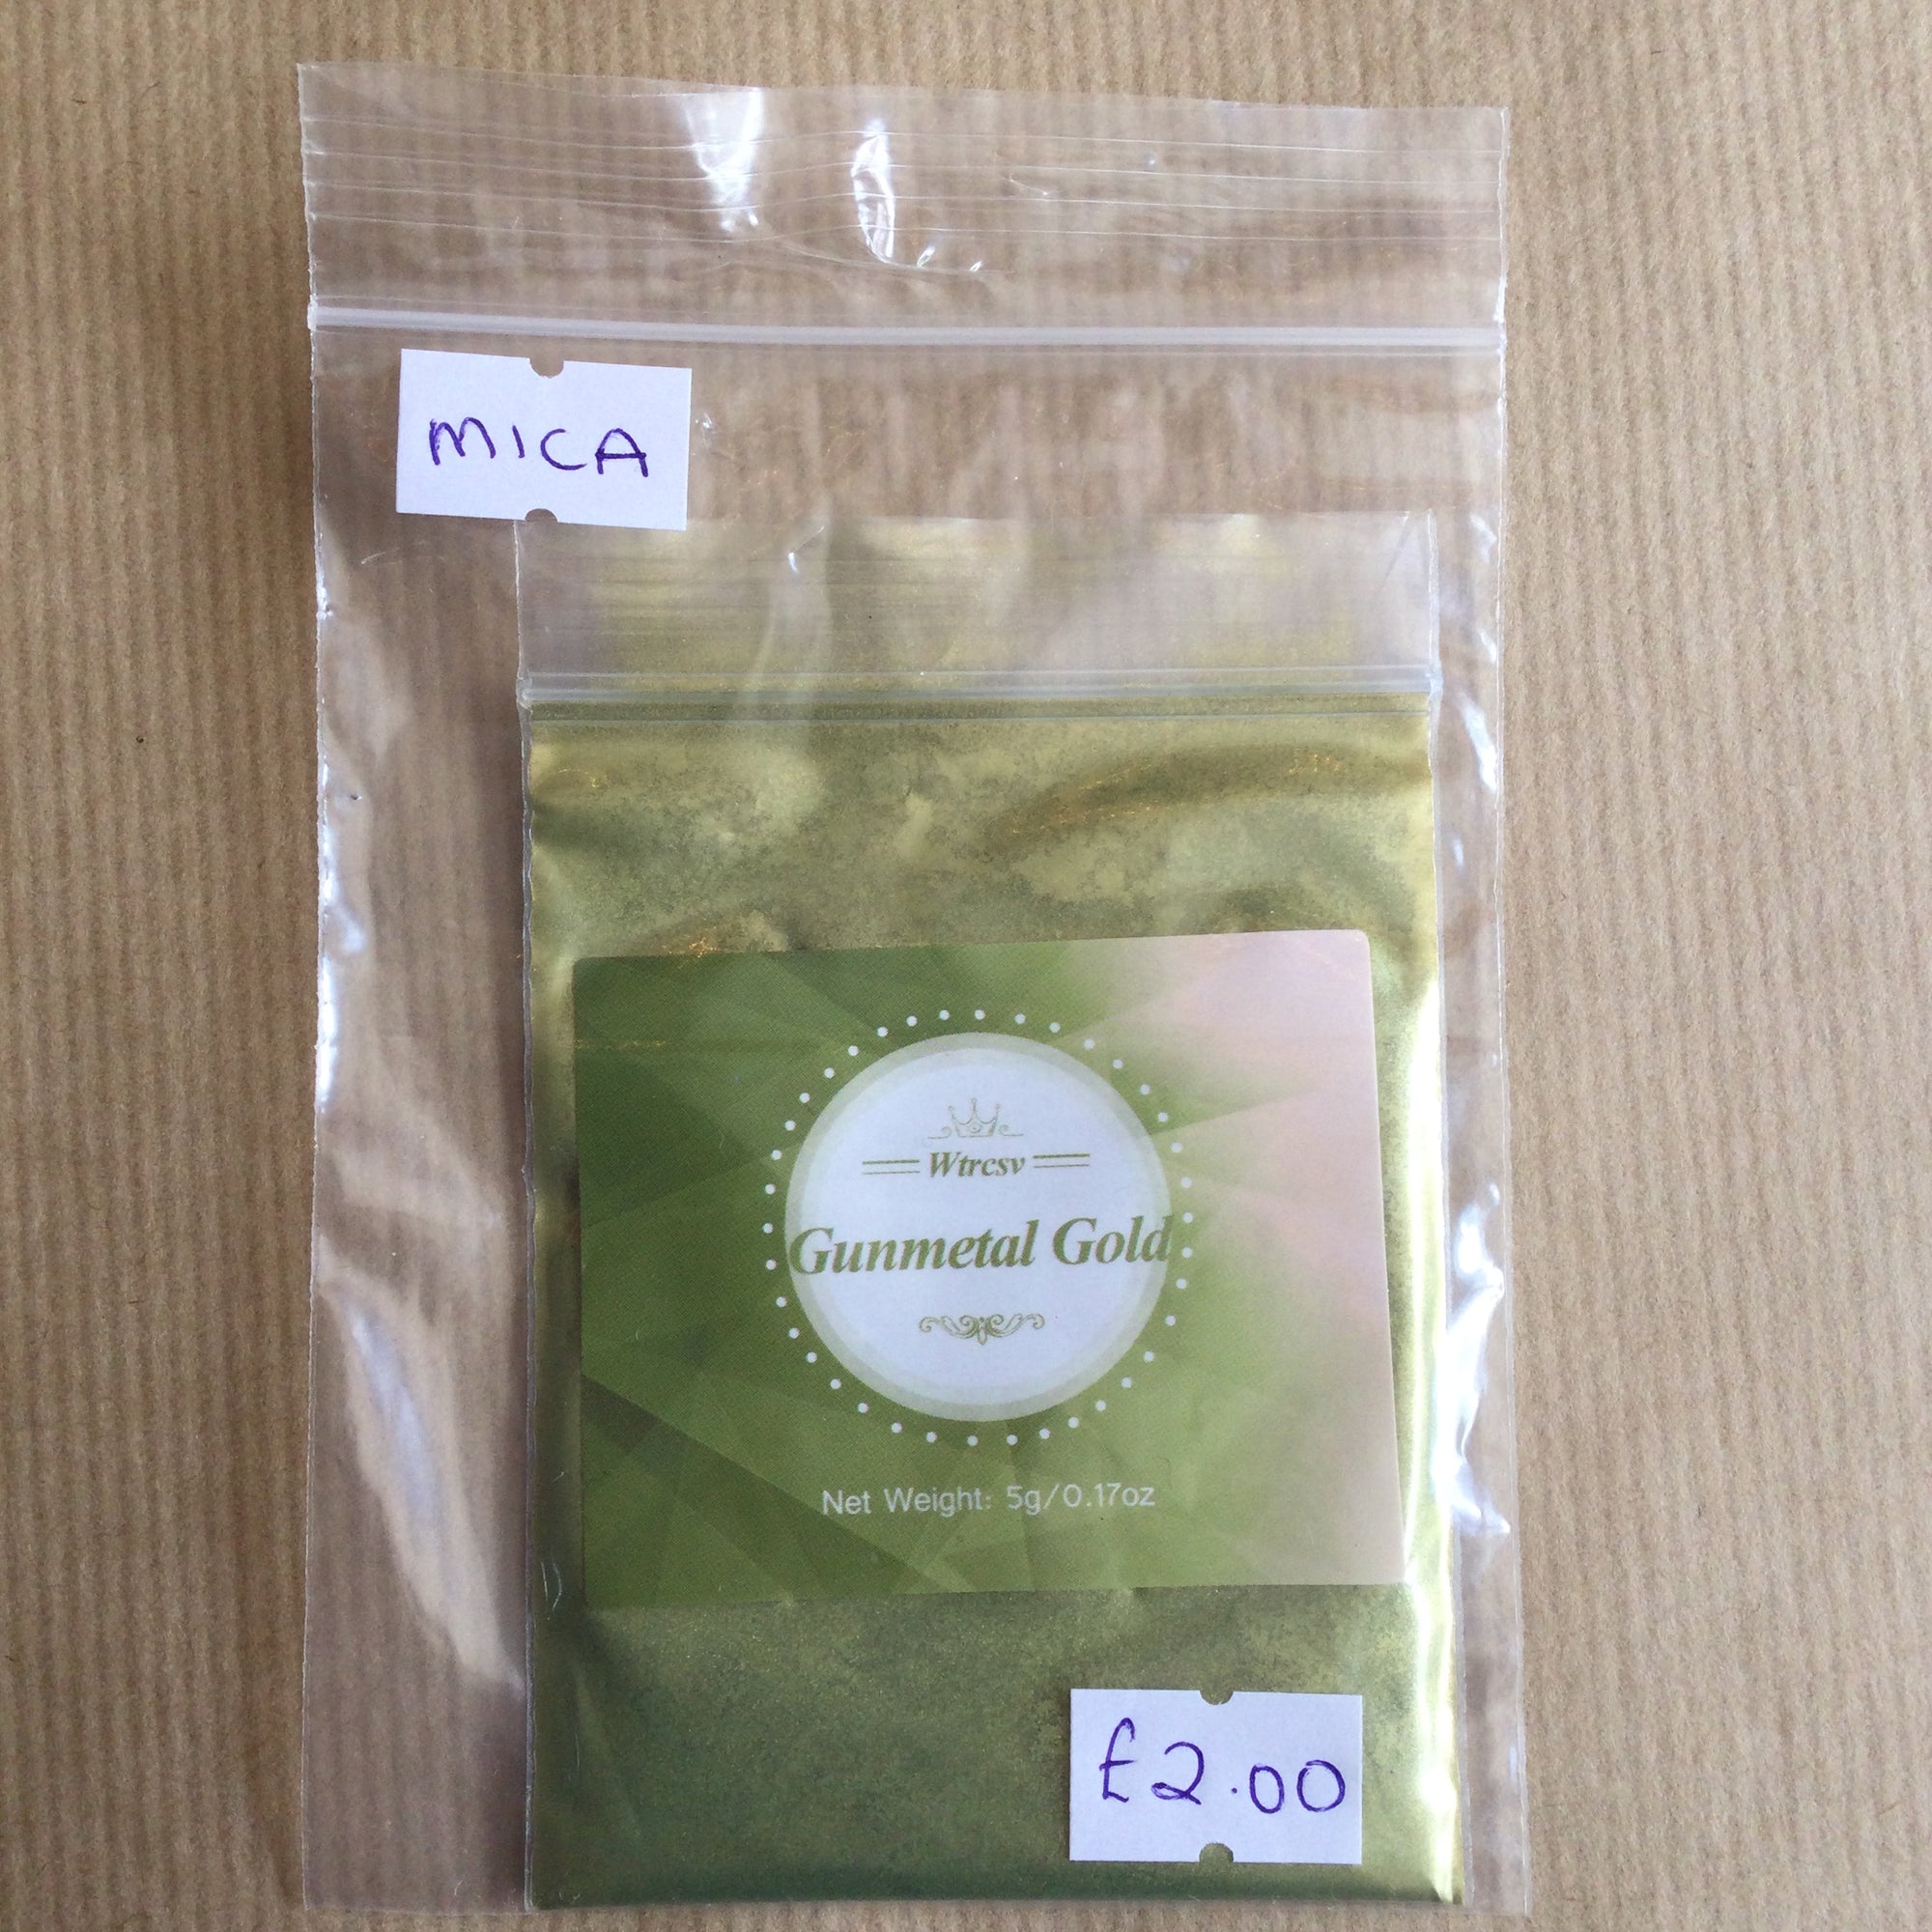 MICA
Wtrcsv
Gunmetal Gold
Net Weight: 5g/0.17oz
£2.00